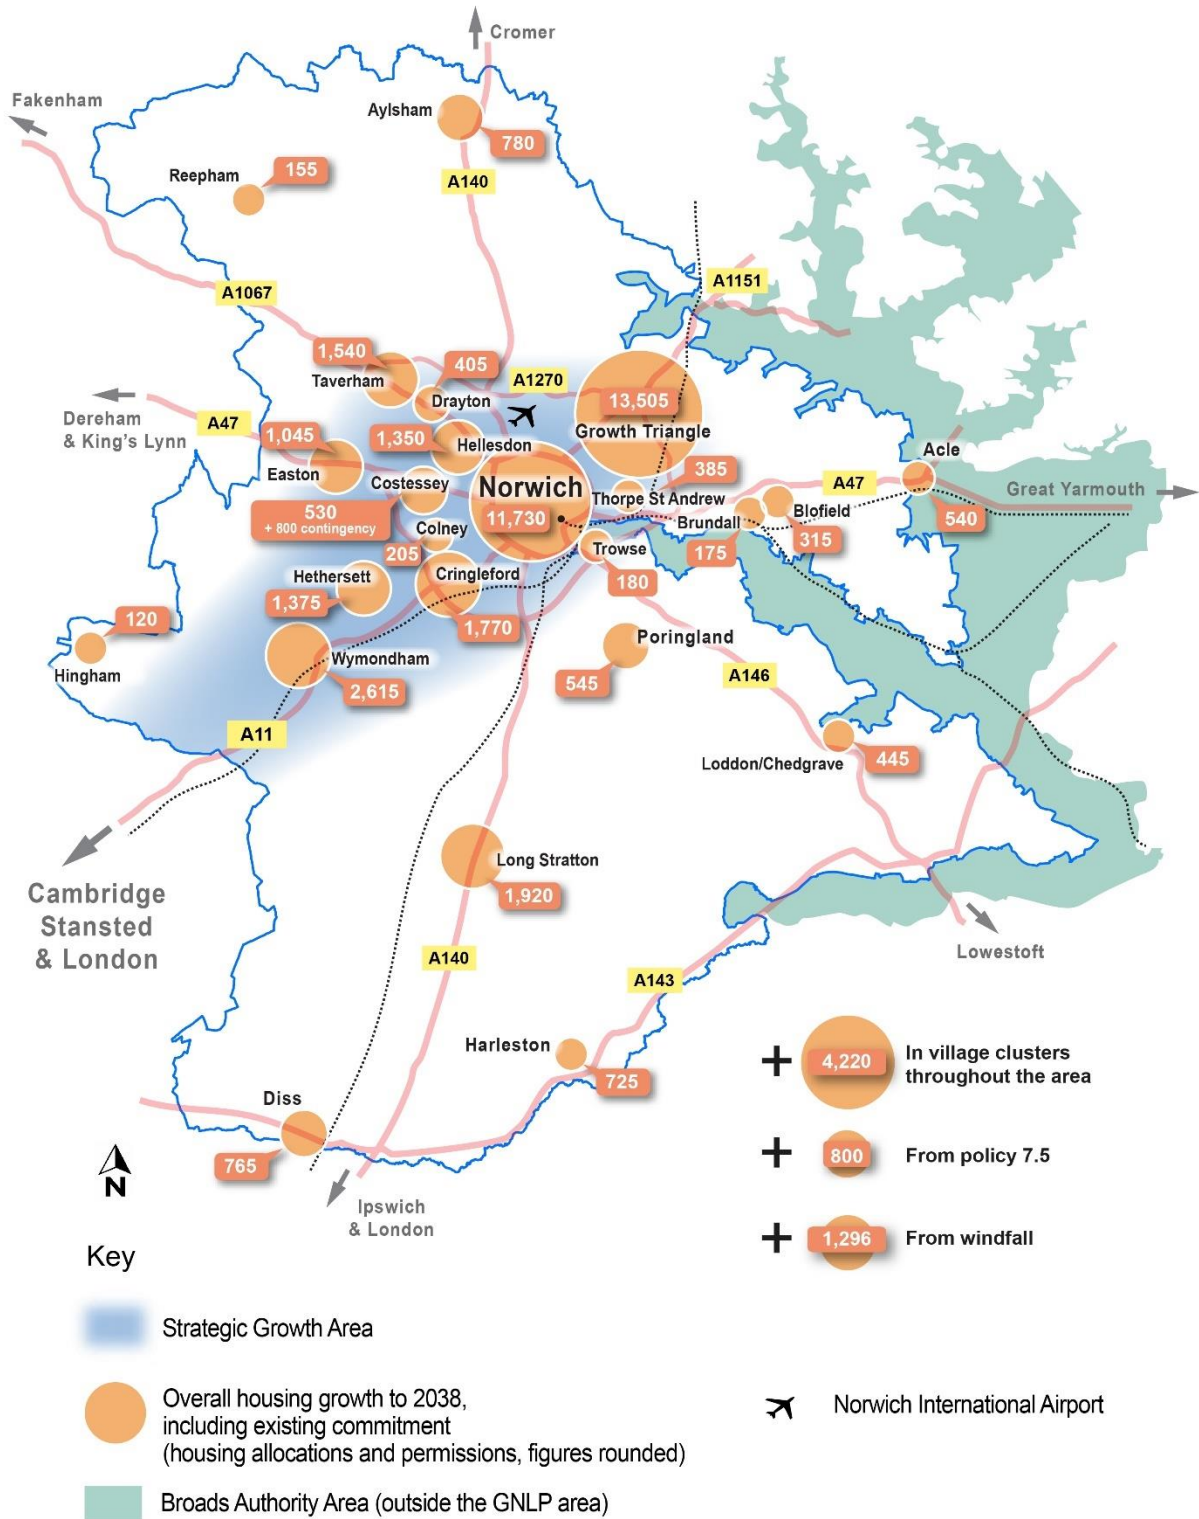 Cromer
Fakenham
Aylsham
780
155
Reepham
A140
A1151
A1067
1,540
405
Taverham
A1270
Drayton
13,505
Dereham
& King's Lynn
A47
1,045
1,350
Hellesdon
Growth Triangle
Acle
Easton
Costessey
Norwich
385
Thorpe St Andrew
A47
Great Yarmouth
530
+ 800 contingency
11,730
Brundall
Blofield
540
Colney
315
205
Trowse
175
Hethersett
Cringleford
180
1,375
120
1,770
Poringland
Hingham
Wymondham
545
A146
2,615
A11
Loddon/Chedgrave
445
Long Stratton
1,920
Cambridge
Stansted
& London
A140
Lowestoft
A143
Harleston
725
+ 4,220 In village clusters
throughout the area
Diss
765
+ 800 From policy 7.5
N
Ipswich
& London
+ 1,296 From windfall
Key
Strategic Growth Area
Overall housing growth to 2038,
including existing commitment
(housing allocations and permissions, figures rounded)
Norwich International Airport
Broads Authority Area (outside the GNLP area)